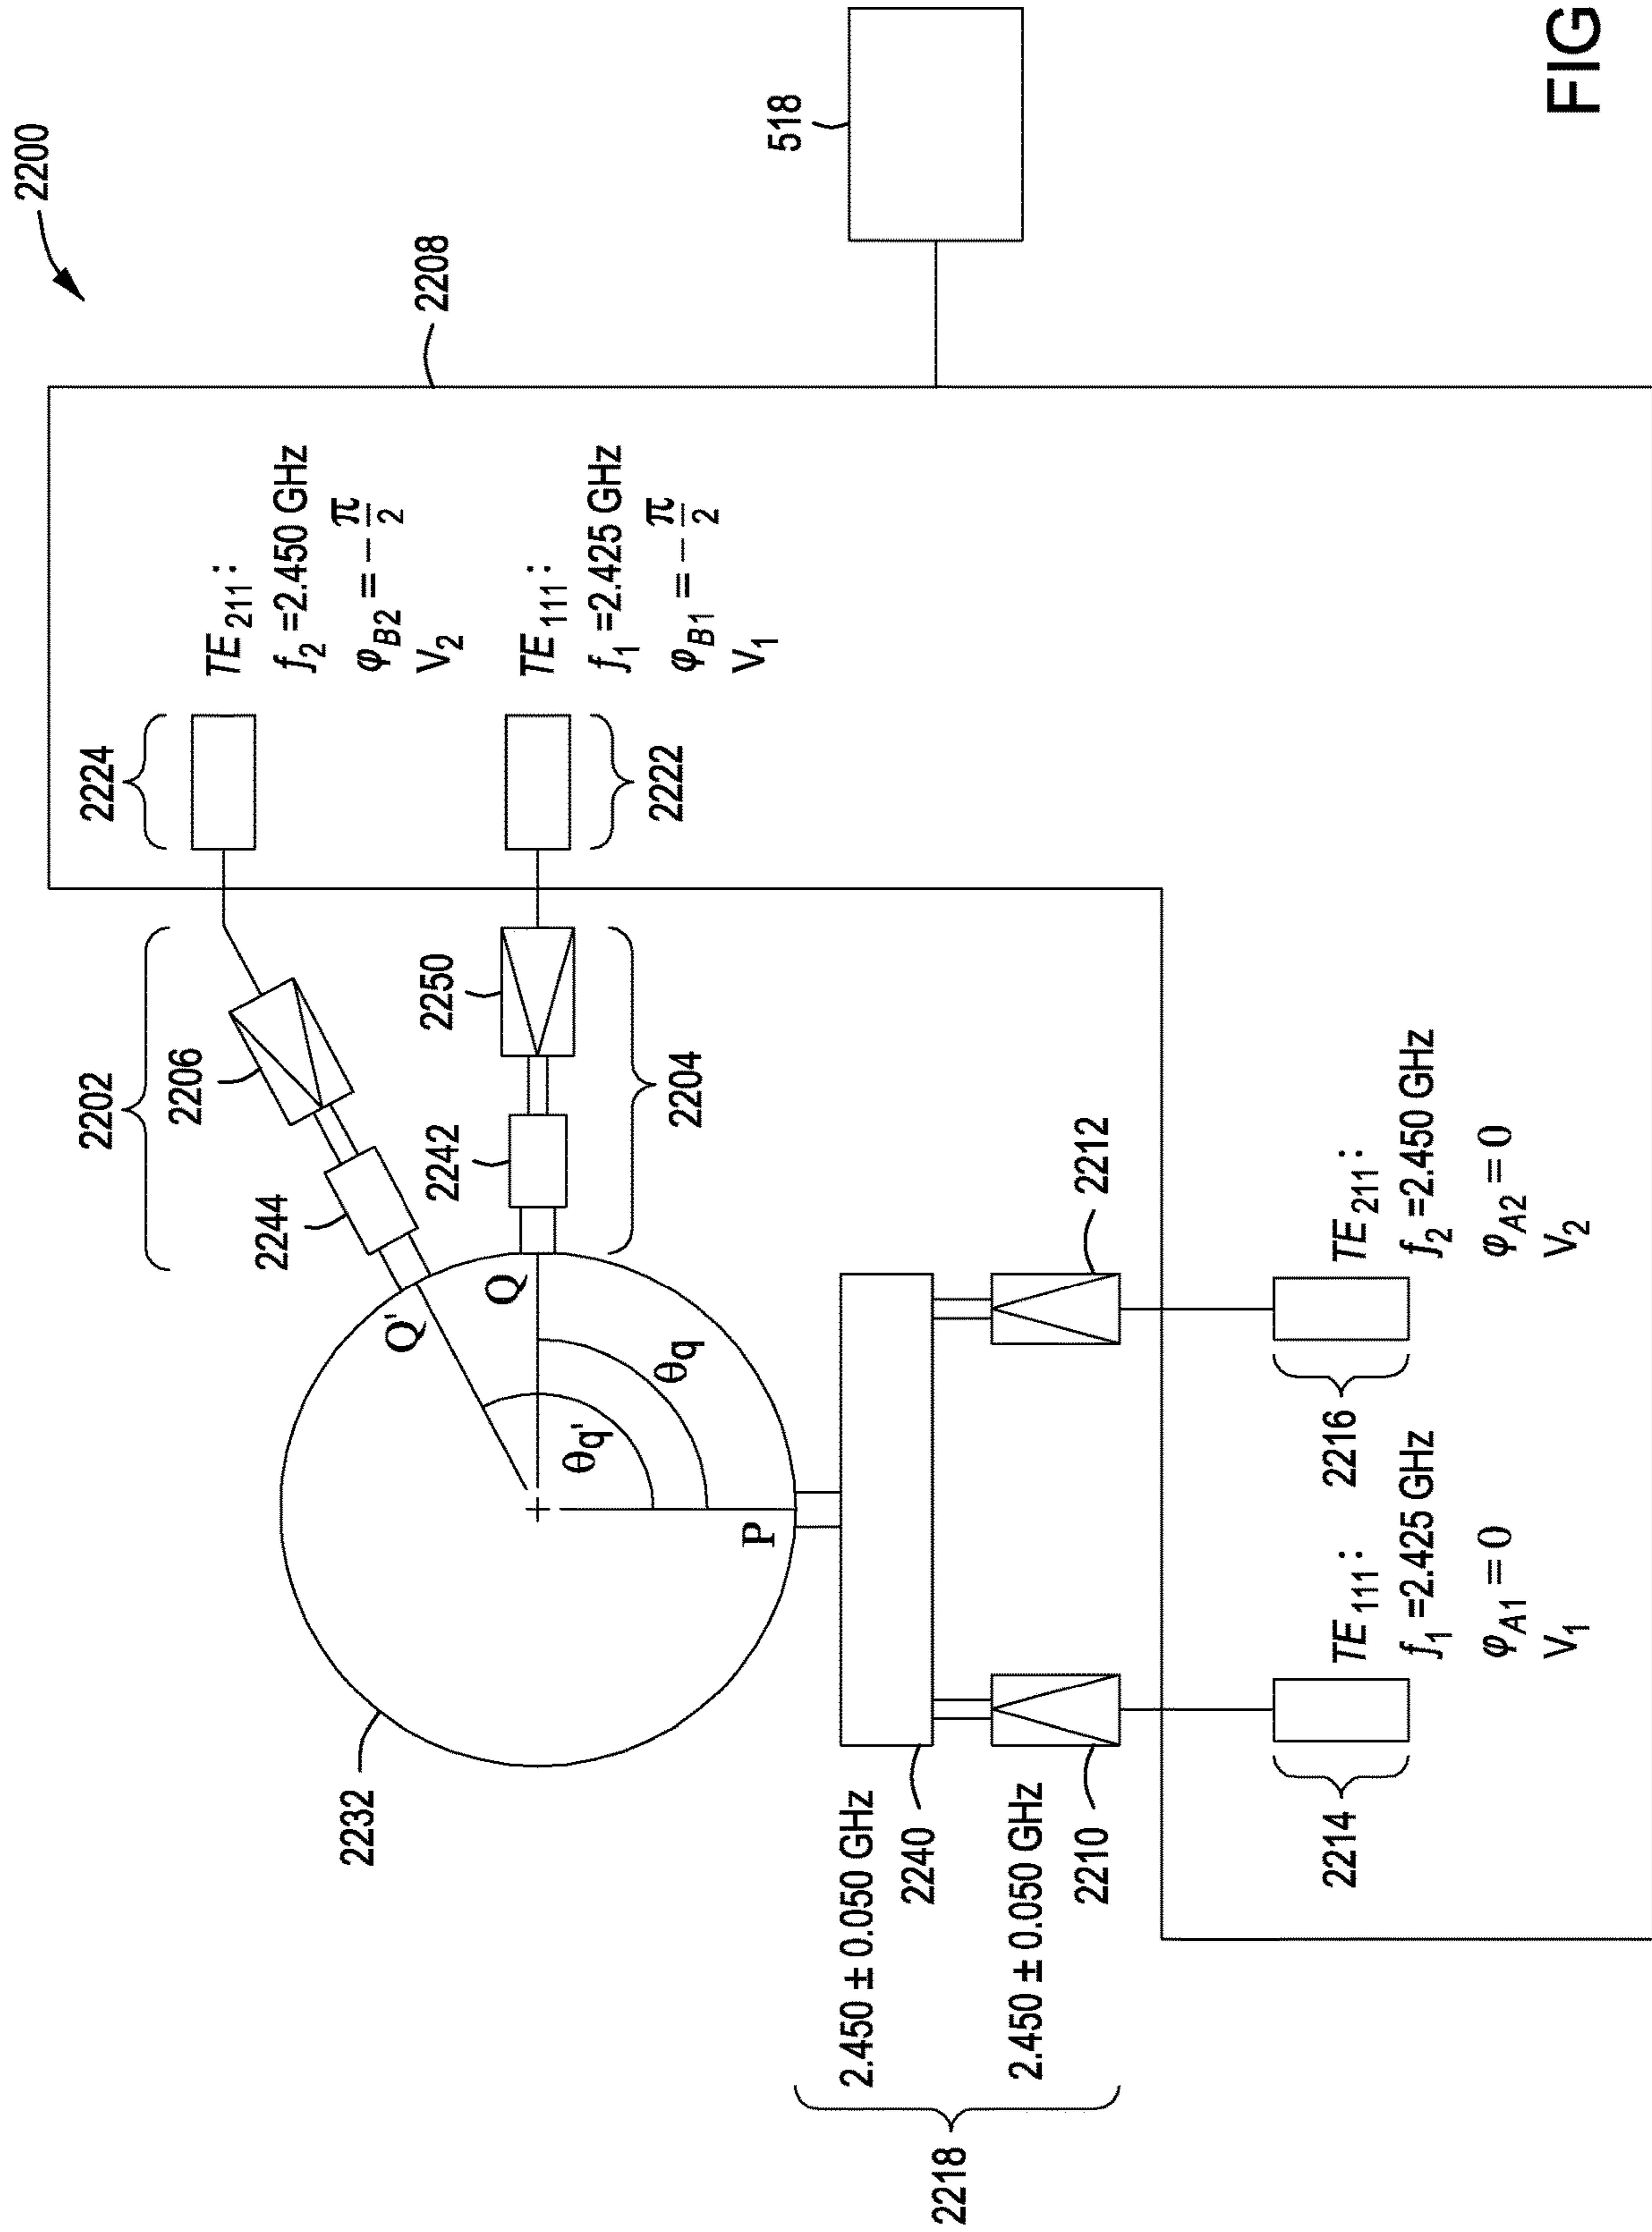 2200
2208
518
2224
TE211:
f2 =2.450 GHz
φB2 = -π/2
V2
2222
TE111:
f1 =2.425 GHz
φB1 = -π/2
V1
2202
2206
2244
2250
2242
2204
Q'
Q
θq'
θq
P
2232
2212
2.450 ± 0.050 GHz
2240
2.450 ± 0.050 GHz
2210
2218
2216
TE211:
f2 =2.450 GHz
φA2 = 0
V2
2214
TE111:
f1 =2.425 GHz
φA1 = 0
V1
FIG